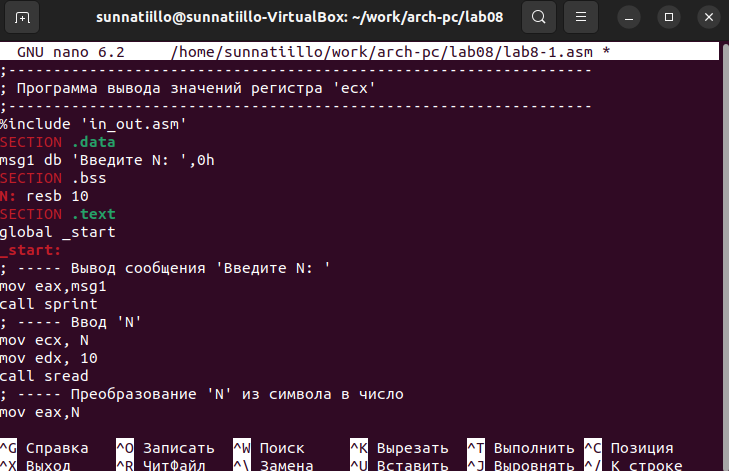 sunnatiillo@sunnatiillo-VirtualBox: ~/work/arch-pc/lab08
GNU nano 6.2 /home/sunnatiillo/work/arch-pc/lab08/lab8-1.asm *
;-----------------------------------------------------------------
; Программа вывода значений регистра 'ecx'
;-----------------------------------------------------------------
%include 'in_out.asm'
SECTION .data
msg1 db 'Введите N: ',0h
SECTION .bss
N: resb 10
SECTION .text
global _start
_start:
; ----- Вывод сообщения 'Введите N: '
mov eax,msg1
call sprint
; ----- Ввод 'N'
mov ecx, N
mov edx, 10
call sread
; ----- Преобразование 'N' из символа в число
mov eax,N
^G Справка ^O Записать ^W Поиск ^K Вырезать ^T Выполнить ^C Позиция
^X Выход ^R ЧитФайл ^\ Замена ^U Вставить ^J Выровнять ^/ К строке